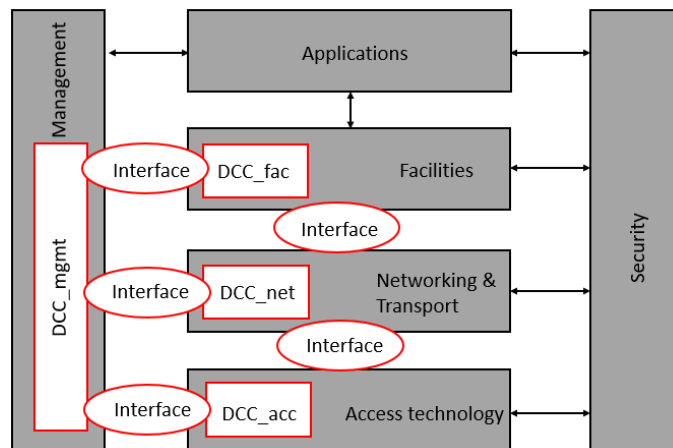 Management
Applications
Interface
DCC_fac
Facilities
Interface
DCC_mgmt
Interface
DCC_net
Networking &
Transport
Security
Interface
Interface
DCC_acc
Access technology